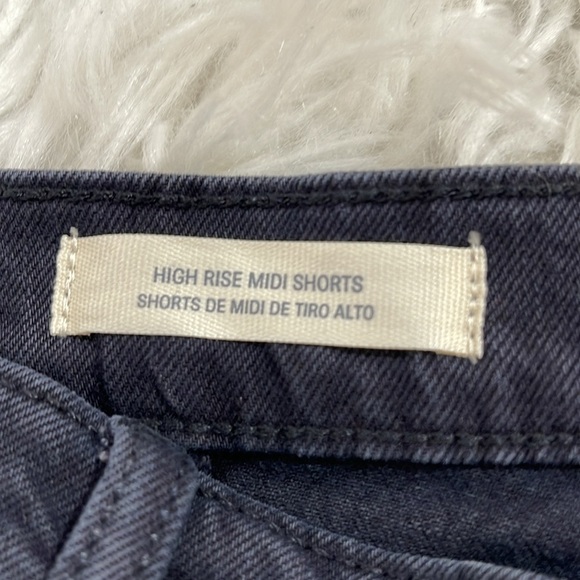 HIGH RISE MIDI SHORTS
SHORTS DE MIDI DE TIRO ALTO